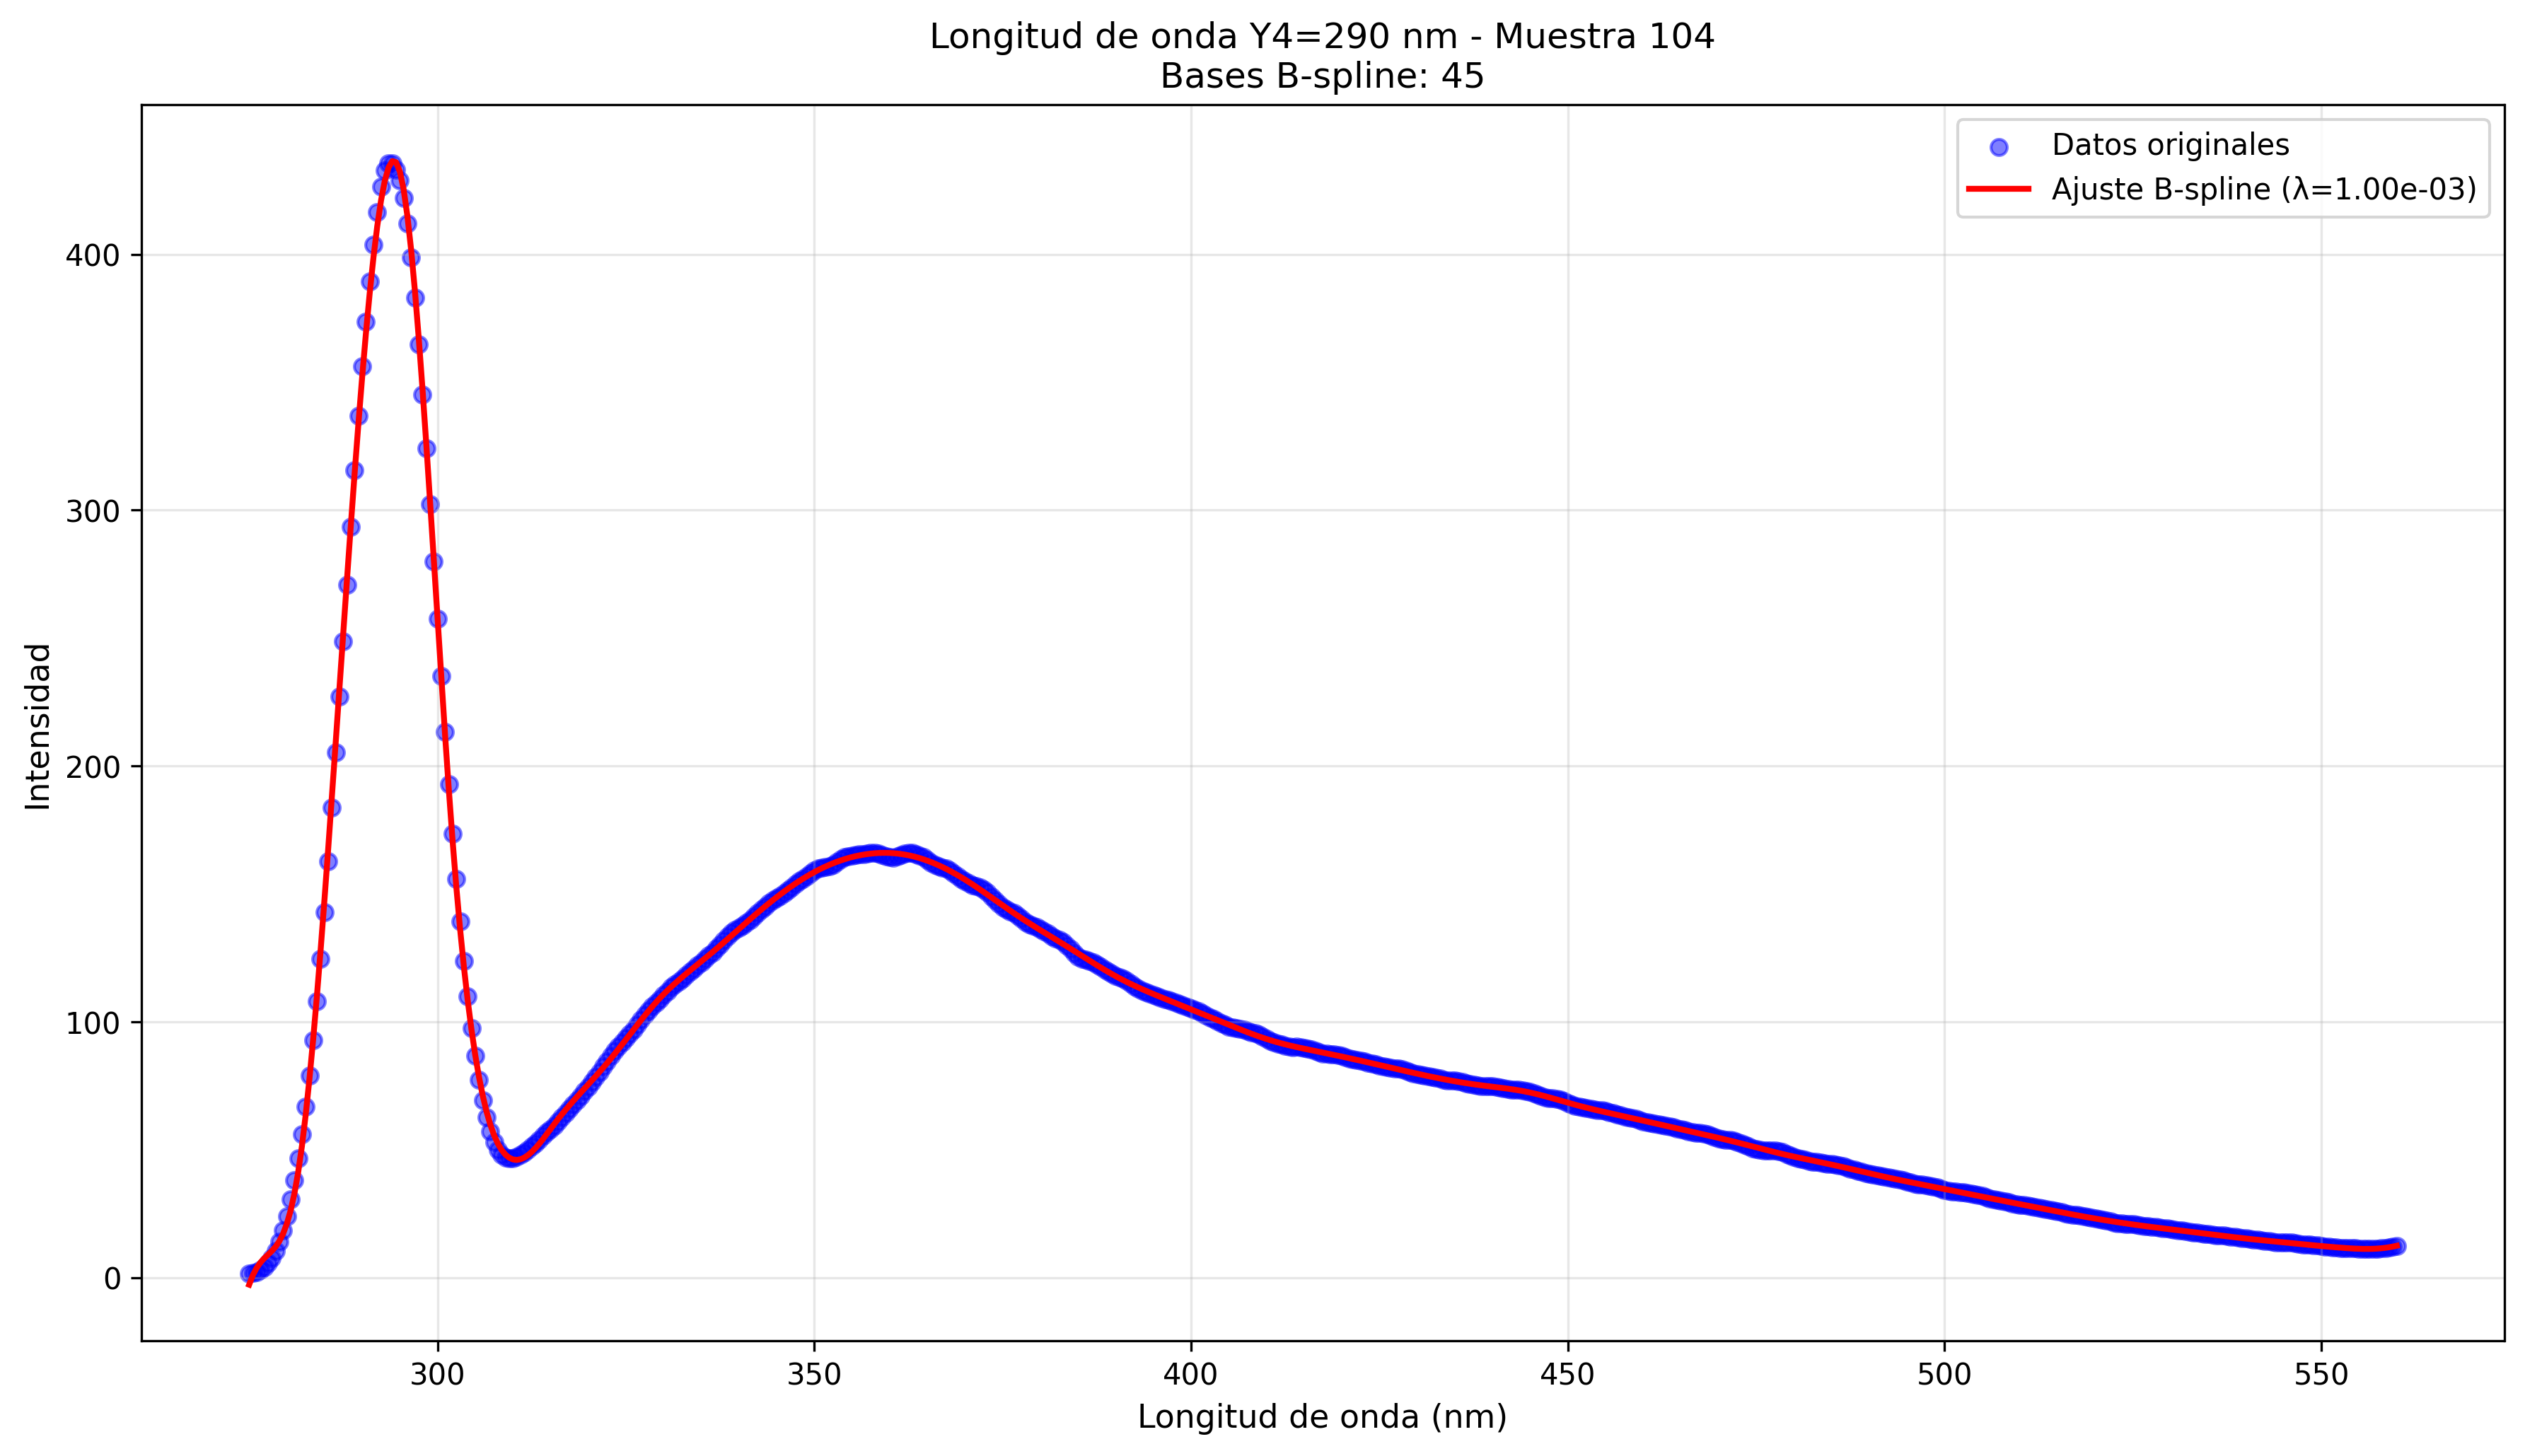 Longitud de onda Y4=290 nm - Muestra 104
Bases B-spline: 45
Datos originales
Ajuste B-spline (λ=1.00e-03)
Intensidad
400
300
200
100
0
300 350 400 450 500 550
Longitud de onda (nm)